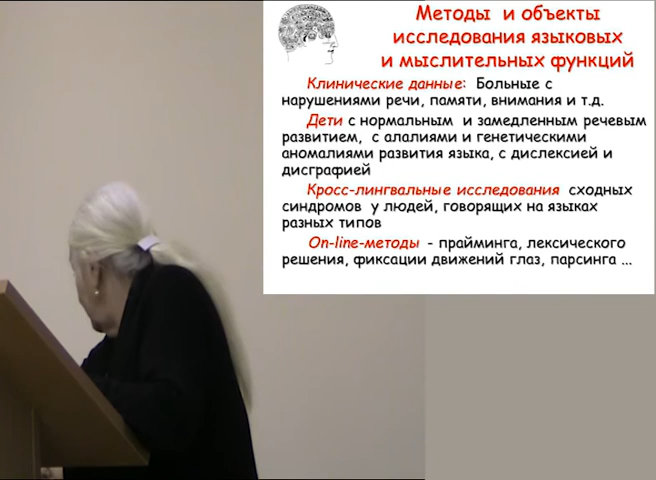 Методы и объекты
исследования языковых
и мыслительных функций
Клинические данные: Больные с
нарушениями речи, памяти, внимания и т.д.
Дети с нормальным и замедленным речевым
развитием, с алалиями и генетическими
аномалиями развития языка, с дислексией и
дисграфией
Кросс-лингвальные исследования сходных
синдромов у людей, говорящих на языках
разных типов
On-line-методы - прайминга, лексического
решения, фиксации движений глаз, парсинга ...